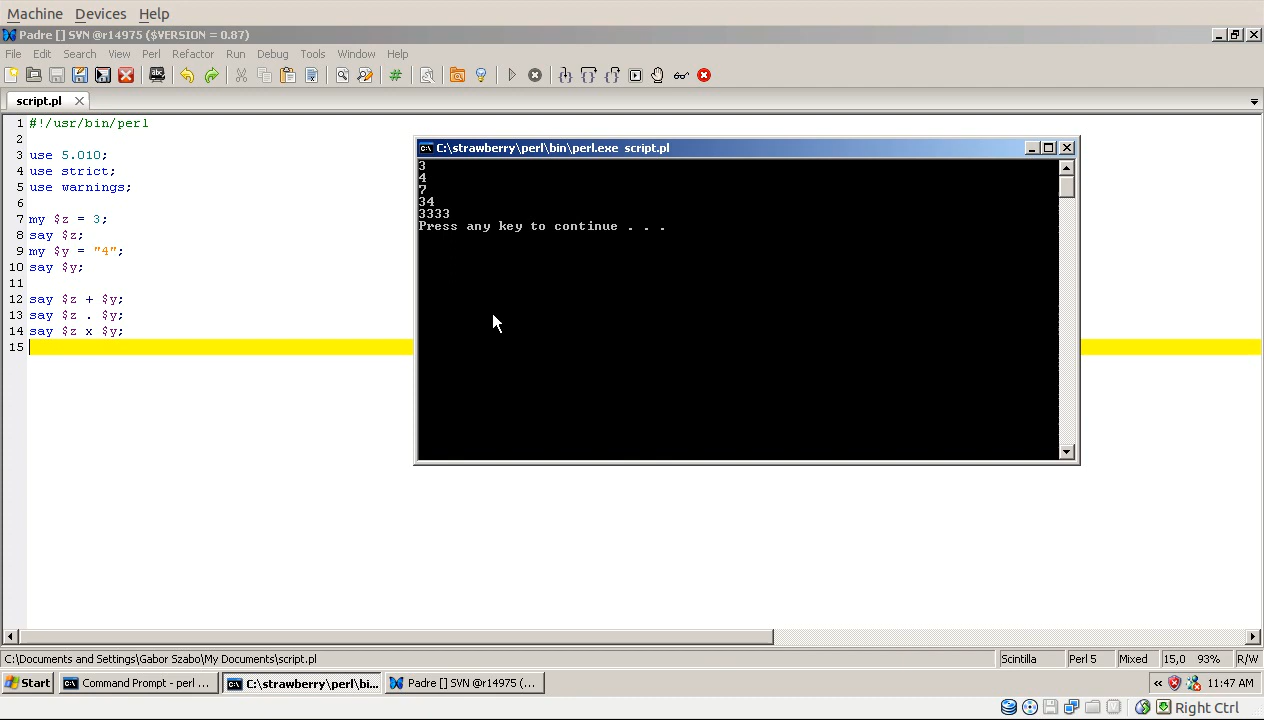 Machine Devices Help
Padre [] SVN @r14975 ($VERSION = 0.87)
File Edit Search View Perl Refactor Run Debug Tools Window Help
script.pl
1 #!/usr/bin/perl
2
3 use 5.010;
4 use strict;
5 use warnings;
6
7 my $z = 3;
8 say $z;
9 my $y = "4";
10 say $y;
11
12 say $z + $y;
13 say $z . $y;
14 say $z x $y;
15
C:\strawberry\perl\bin\perl.exe script.pl
3
4
7
34
3333
Press any key to continue . . .
C:\Documents and Settings\Gabor Szabo\My Documents\script.pl Scintilla Perl 5 Mixed 15,0 93% R/W
Start Command Prompt - perl ... C:\strawberry\perl\bi... Padre [] SVN @r14975 (... 11:47 AM
Right Ctrl